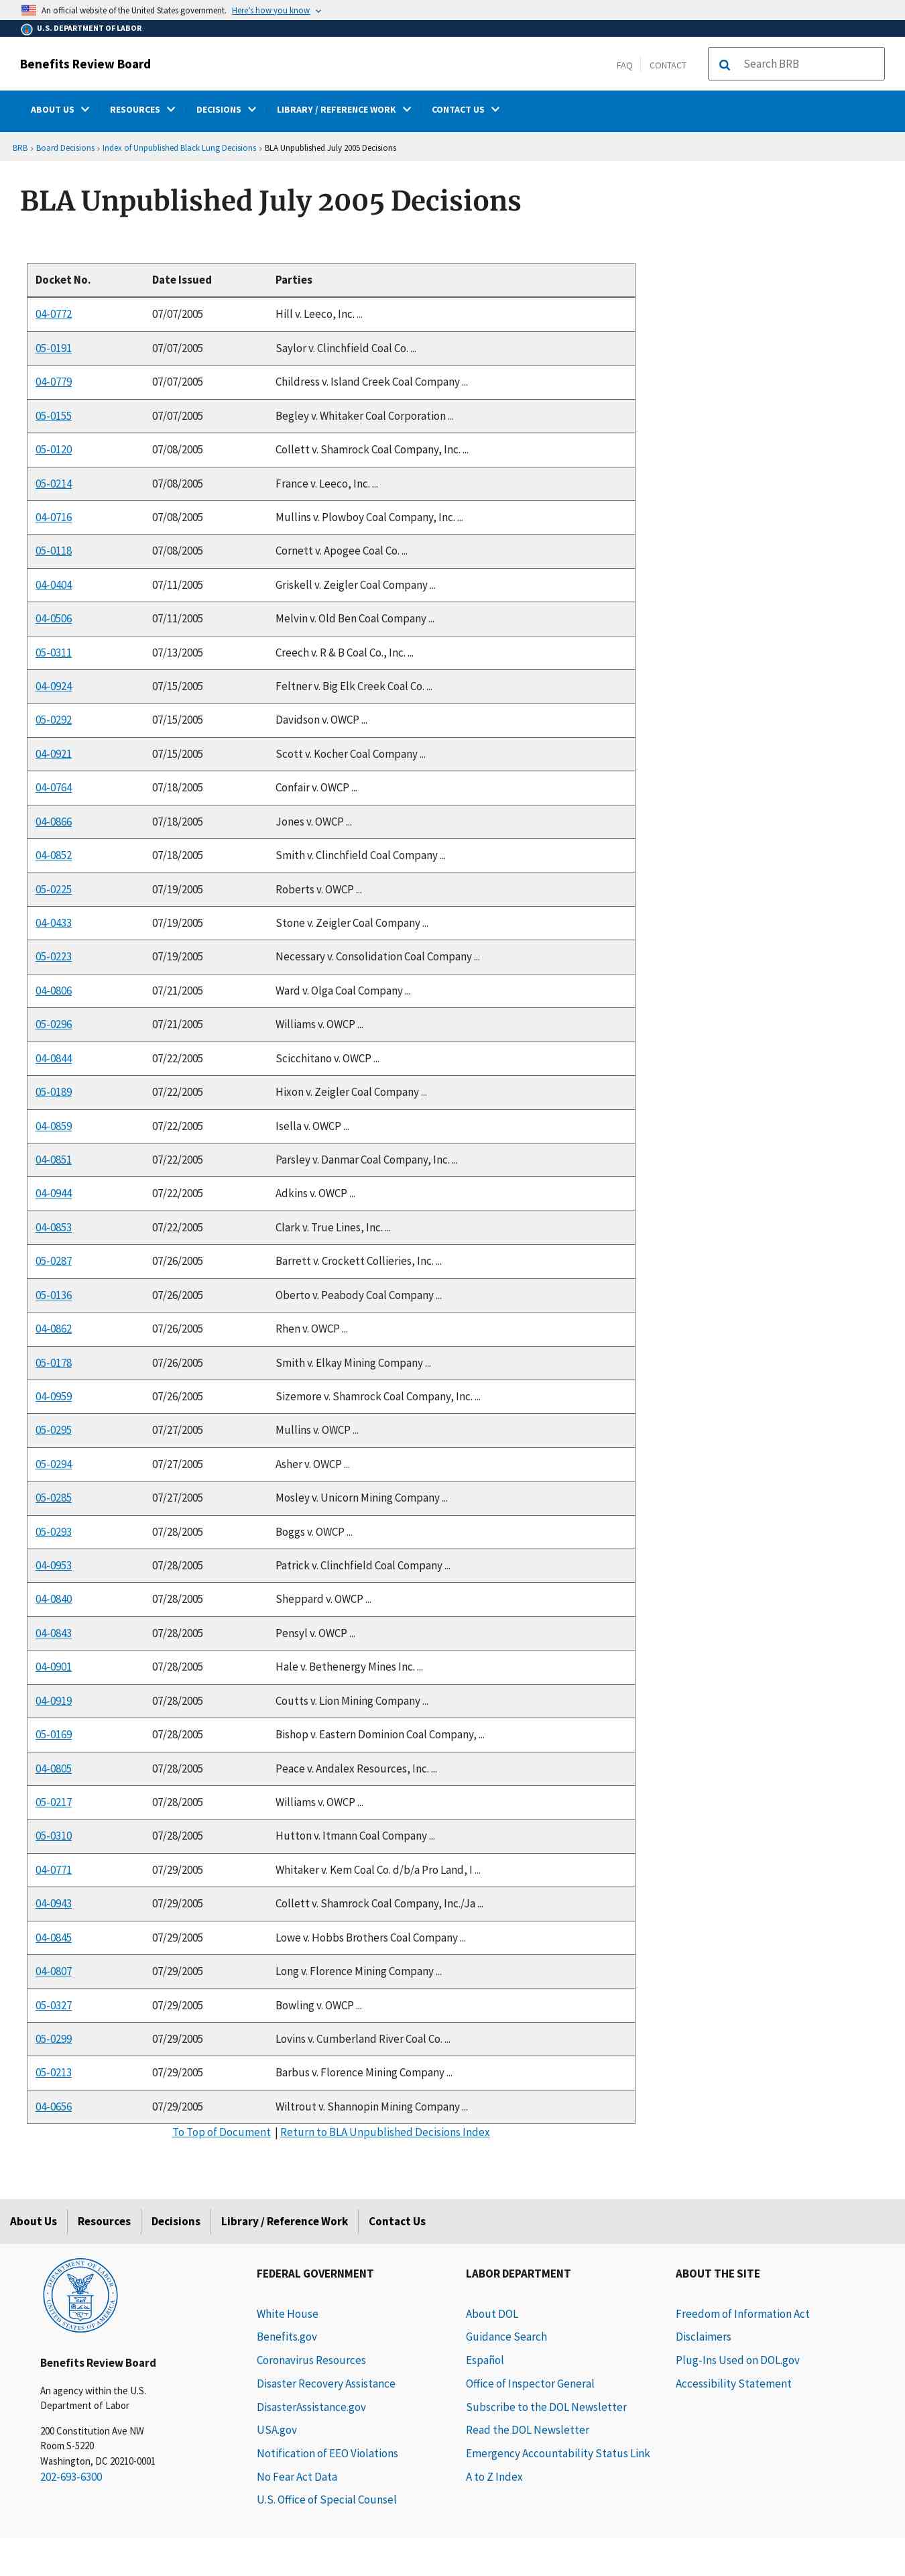 An official website of the United States government. Here's how you know
U.S. DEPARTMENT OF LABOR
Benefits Review Board
FAQ CONTACT Search BRB
ABOUT US RESOURCES DECISIONS LIBRARY / REFERENCE WORK CONTACT US
BRB › Board Decisions › Index of Unpublished Black Lung Decisions › BLA Unpublished July 2005 Decisions
BLA Unpublished July 2005 Decisions
Docket No. Date Issued Parties
04-0772 07/07/2005 Hill v. Leeco, Inc. ...
05-0191 07/07/2005 Saylor v. Clinchfield Coal Co. ...
04-0779 07/07/2005 Childress v. Island Creek Coal Company ...
05-0155 07/07/2005 Begley v. Whitaker Coal Corporation ...
05-0120 07/08/2005 Collett v. Shamrock Coal Company, Inc. ...
05-0214 07/08/2005 France v. Leeco, Inc. ...
04-0716 07/08/2005 Mullins v. Plowboy Coal Company, Inc. ...
05-0118 07/08/2005 Cornett v. Apogee Coal Co. ...
04-0404 07/11/2005 Griskell v. Zeigler Coal Company ...
04-0506 07/11/2005 Melvin v. Old Ben Coal Company ...
05-0311 07/13/2005 Creech v. R & B Coal Co., Inc. ...
04-0924 07/15/2005 Feltner v. Big Elk Creek Coal Co. ...
05-0292 07/15/2005 Davidson v. OWCP ...
04-0921 07/15/2005 Scott v. Kocher Coal Company ...
04-0764 07/18/2005 Confair v. OWCP ...
04-0866 07/18/2005 Jones v. OWCP ...
04-0852 07/18/2005 Smith v. Clinchfield Coal Company ...
05-0225 07/19/2005 Roberts v. OWCP ...
04-0433 07/19/2005 Stone v. Zeigler Coal Company ...
05-0223 07/19/2005 Necessary v. Consolidation Coal Company ...
04-0806 07/21/2005 Ward v. Olga Coal Company ...
05-0296 07/21/2005 Williams v. OWCP ...
04-0844 07/22/2005 Scicchitano v. OWCP ...
05-0189 07/22/2005 Hixon v. Zeigler Coal Company ...
04-0859 07/22/2005 Isella v. OWCP ...
04-0851 07/22/2005 Parsley v. Danmar Coal Company, Inc. ...
04-0944 07/22/2005 Adkins v. OWCP ...
04-0853 07/22/2005 Clark v. True Lines, Inc. ...
05-0287 07/26/2005 Barrett v. Crockett Collieries, Inc. ...
05-0136 07/26/2005 Oberto v. Peabody Coal Company ...
04-0862 07/26/2005 Rhen v. OWCP ...
05-0178 07/26/2005 Smith v. Elkay Mining Company ...
04-0959 07/26/2005 Sizemore v. Shamrock Coal Company, Inc. ...
05-0295 07/27/2005 Mullins v. OWCP ...
05-0294 07/27/2005 Asher v. OWCP ...
05-0285 07/27/2005 Mosley v. Unicorn Mining Company ...
05-0293 07/28/2005 Boggs v. OWCP ...
04-0953 07/28/2005 Patrick v. Clinchfield Coal Company ...
04-0840 07/28/2005 Sheppard v. OWCP ...
04-0843 07/28/2005 Pensyl v. OWCP ...
04-0901 07/28/2005 Hale v. Bethenergy Mines Inc. ...
04-0919 07/28/2005 Coutts v. Lion Mining Company ...
05-0169 07/28/2005 Bishop v. Eastern Dominion Coal Company, ...
04-0805 07/28/2005 Peace v. Andalex Resources, Inc. ...
05-0217 07/28/2005 Williams v. OWCP ...
05-0310 07/28/2005 Hutton v. Itmann Coal Company ...
04-0771 07/29/2005 Whitaker v. Kem Coal Co. d/b/a Pro Land, I ...
04-0943 07/29/2005 Collett v. Shamrock Coal Company, Inc./Ja ...
04-0845 07/29/2005 Lowe v. Hobbs Brothers Coal Company ...
04-0807 07/29/2005 Long v. Florence Mining Company ...
05-0327 07/29/2005 Bowling v. OWCP ...
05-0299 07/29/2005 Lovins v. Cumberland River Coal Co. ...
05-0213 07/29/2005 Barbus v. Florence Mining Company ...
04-0656 07/29/2005 Wiltrout v. Shannopin Mining Company ...
To Top of Document | Return to BLA Unpublished Decisions Index
About Us Resources Decisions Library / Reference Work Contact Us
DEPARTMENT OF LABOR
UNITED STATES OF AMERICA
Benefits Review Board
An agency within the U.S.
Department of Labor
200 Constitution Ave NW
Room S-5220
Washington, DC 20210-0001
202-693-6300
FEDERAL GOVERNMENT
White House
Benefits.gov
Coronavirus Resources
Disaster Recovery Assistance
DisasterAssistance.gov
USA.gov
Notification of EEO Violations
No Fear Act Data
U.S. Office of Special Counsel
LABOR DEPARTMENT
About DOL
Guidance Search
Español
Office of Inspector General
Subscribe to the DOL Newsletter
Read the DOL Newsletter
Emergency Accountability Status Link
A to Z Index
ABOUT THE SITE
Freedom of Information Act
Disclaimers
Plug-Ins Used on DOL.gov
Accessibility Statement